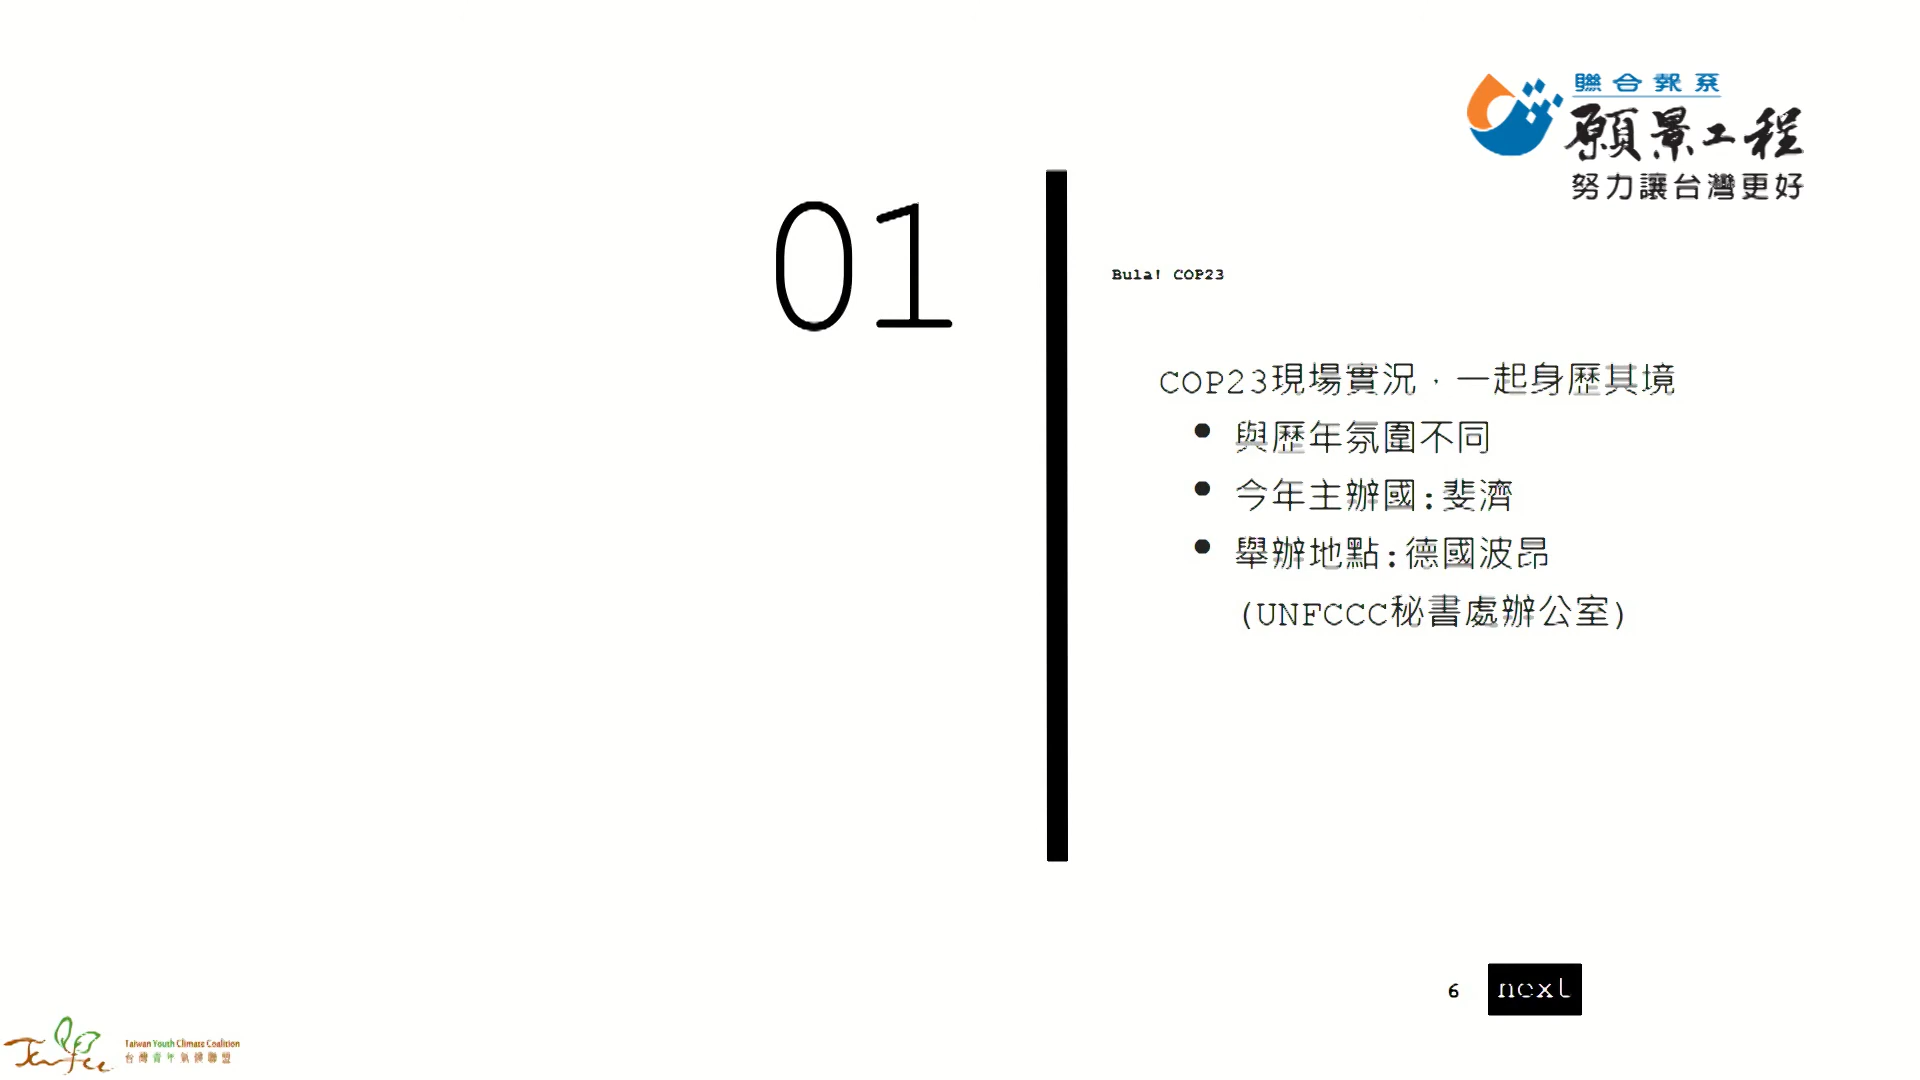 聯合報系
願景工程
努力讓台灣更好
01
Bula! COP23
COP23現場實況，一起身歷其境
● 與歷年氛圍不同
● 今年主辦國:斐濟
● 舉辦地點:德國波昂
(UNFCCC秘書處辦公室)
6
next
Taiwan Youth Climate Coalition
台灣青年氣候聯盟